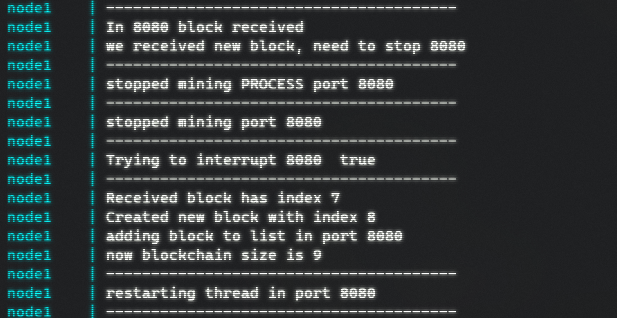 node1 | ---------------------------------------
node1 | In 8080 block received
node1 | we received new block, need to stop 8080
node1 | ---------------------------------------
node1 | stopped mining PROCESS port 8080
node1 | ---------------------------------------
node1 | stopped mining port 8080
node1 | ---------------------------------------
node1 | Trying to interrupt 8080  true
node1 | ---------------------------------------
node1 | Received block has index 7
node1 | Created new block with index 8
node1 | adding block to list in port 8080
node1 | now blockchain size is 9
node1 | ---------------------------------------
node1 | restarting thread in port 8080
node1 | ---------------------------------------